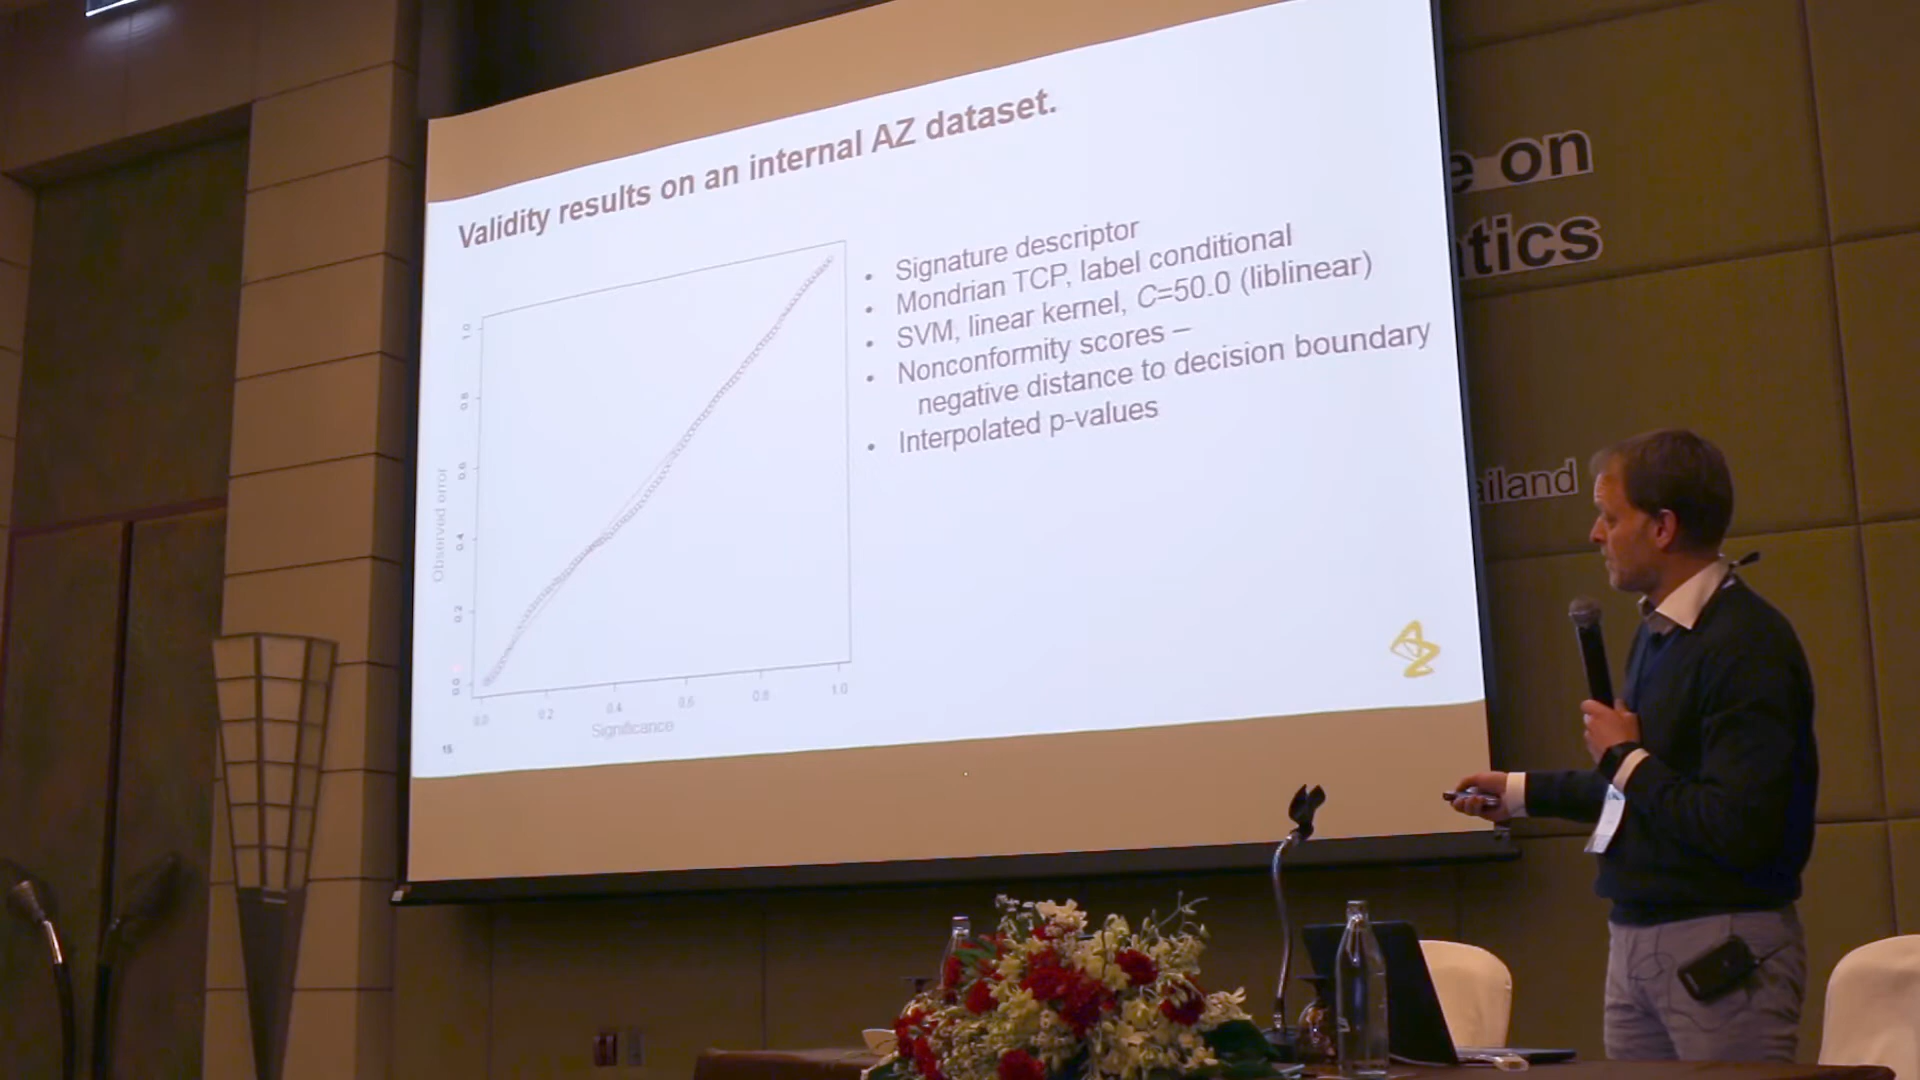 Validity results on an internal AZ dataset.
• Signature descriptor
• Mondrian TCP, label conditional
• SVM, linear kernel, C=50.0 (liblinear)
• Nonconformity scores –
negative distance to decision boundary
• Interpolated p-values
Observed error
1.0
0.8
0.6
0.4
0.2
0.0
0.0 0.2 0.4 0.6 0.8 1.0
Significance
15
e on
tics
ailand